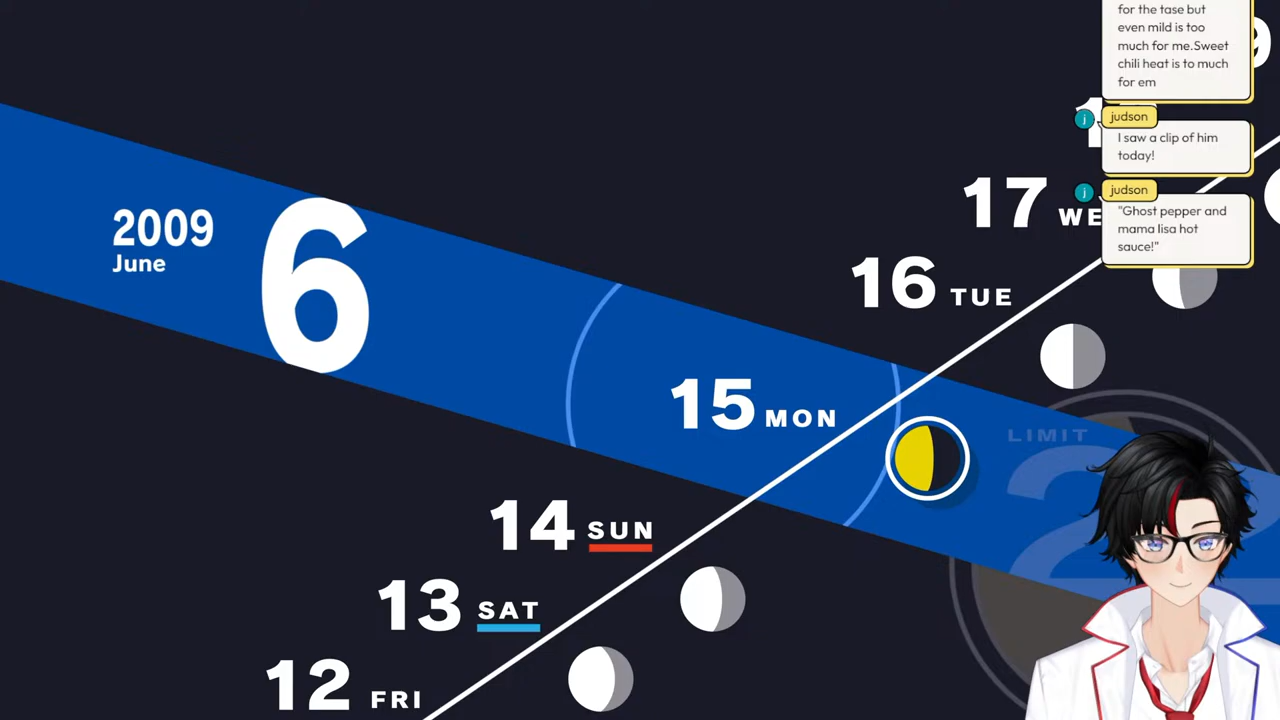 2009
June
6
17 WE
16 TUE
15 MON
14 SUN
13 SAT
12 FRI
LIMIT
2
for the tase but
even mild is too
much for me.Sweet
chili heat is to much
for em
j
judson
I saw a clip of him
today!
j
judson
"Ghost pepper and
mama lisa hot
sauce!"